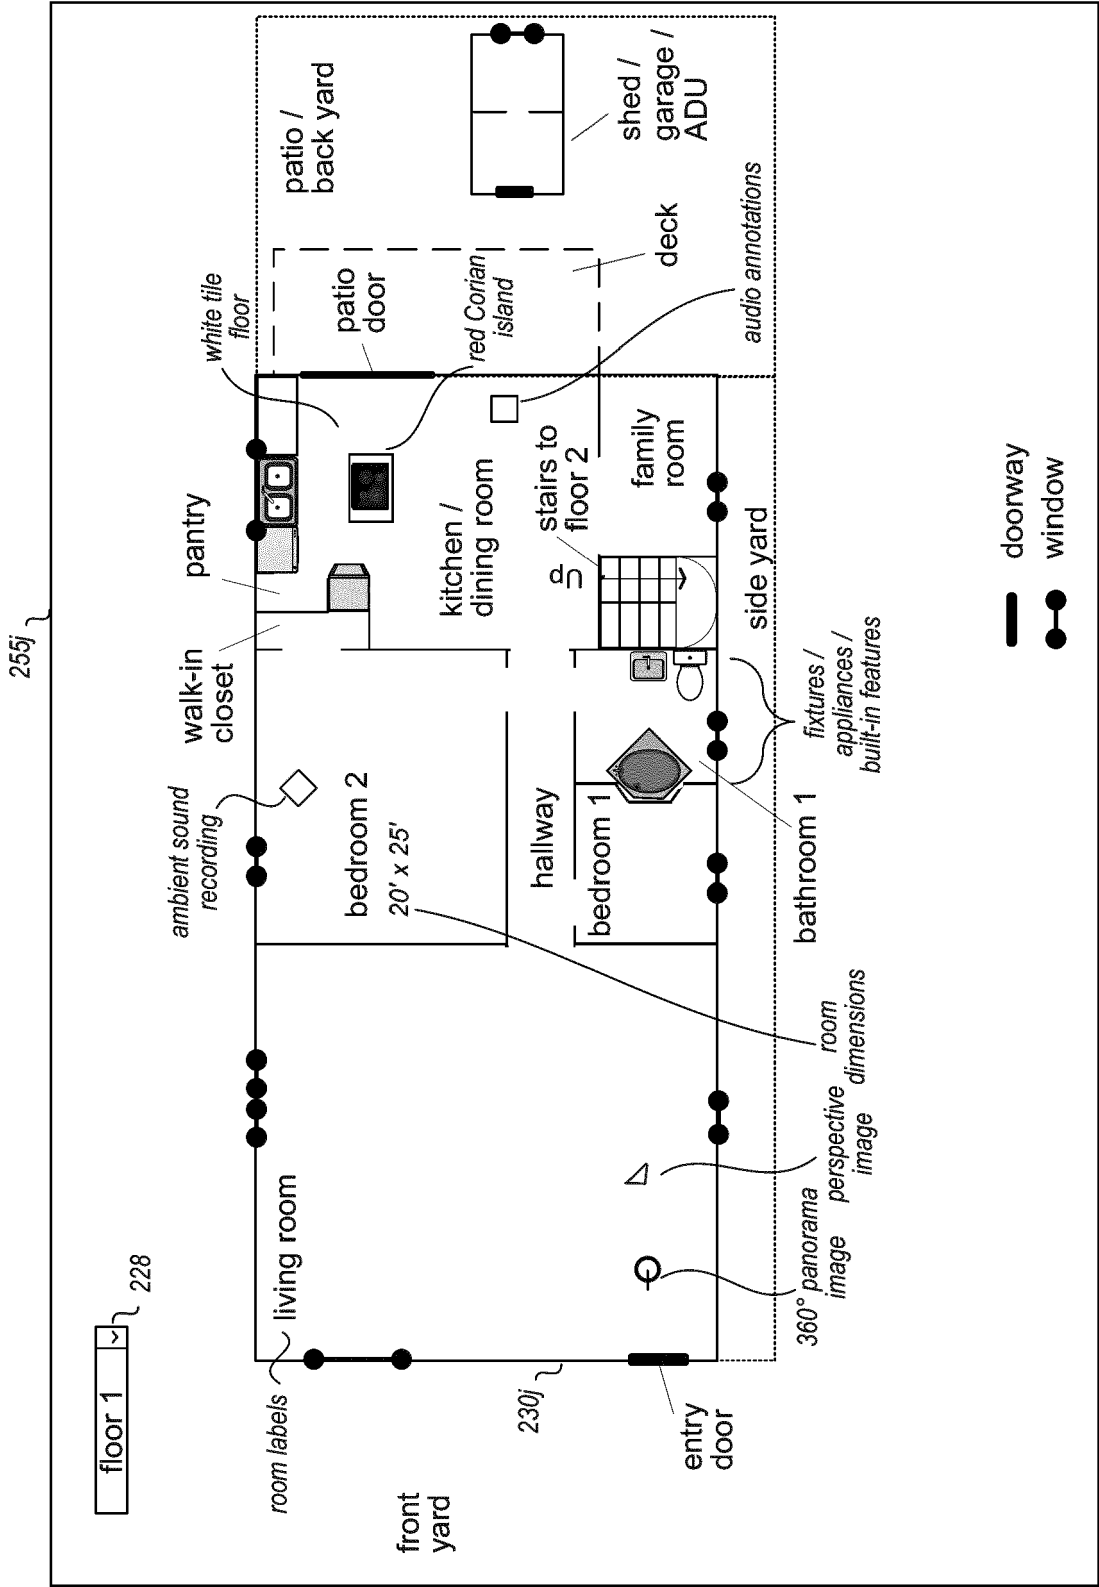 255j
floor 1
228
front
yard
room labels
living room
230j
entry
door
360° panorama
image
perspective
image
room
dimensions
ambient sound
recording
bedroom 2
20' x 25'
hallway
bedroom 1
bathroom 1
walk-in
closet
pantry
kitchen /
dining room
stairs to
floor 2
up
family
room
side yard
fixtures /
appliances /
built-in features
white tile
floor
patio
door
red Corian
island
deck
audio annotations
patio /
back yard
shed /
garage /
ADU
doorway
window